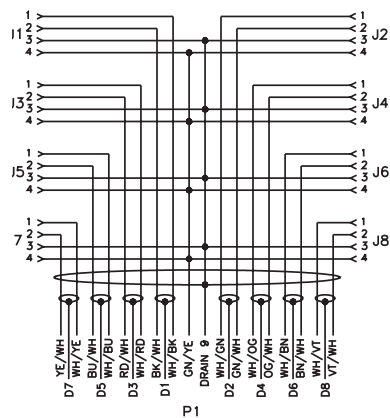 1 1
J1 2 2 J2
3 3
4 4
1 1
J3 2 2 J4
3 3
4 4
1 1
J5 2 2 J6
3 3
4 4
1 1
7 2 2 J8
3 3
4 4
YE/WH
WH/YE
BU/WH
WH/BU
RD/WH
WH/RD
BK/WH
WH/BK
GN/YE
DRAIN 9
WH/GN
GN/WH
WH/OG
OG/WH
WH/BN
BN/WH
WH/VT
VT/WH
D7
D5
D3
D1
D2
D4
D6
D8
P1